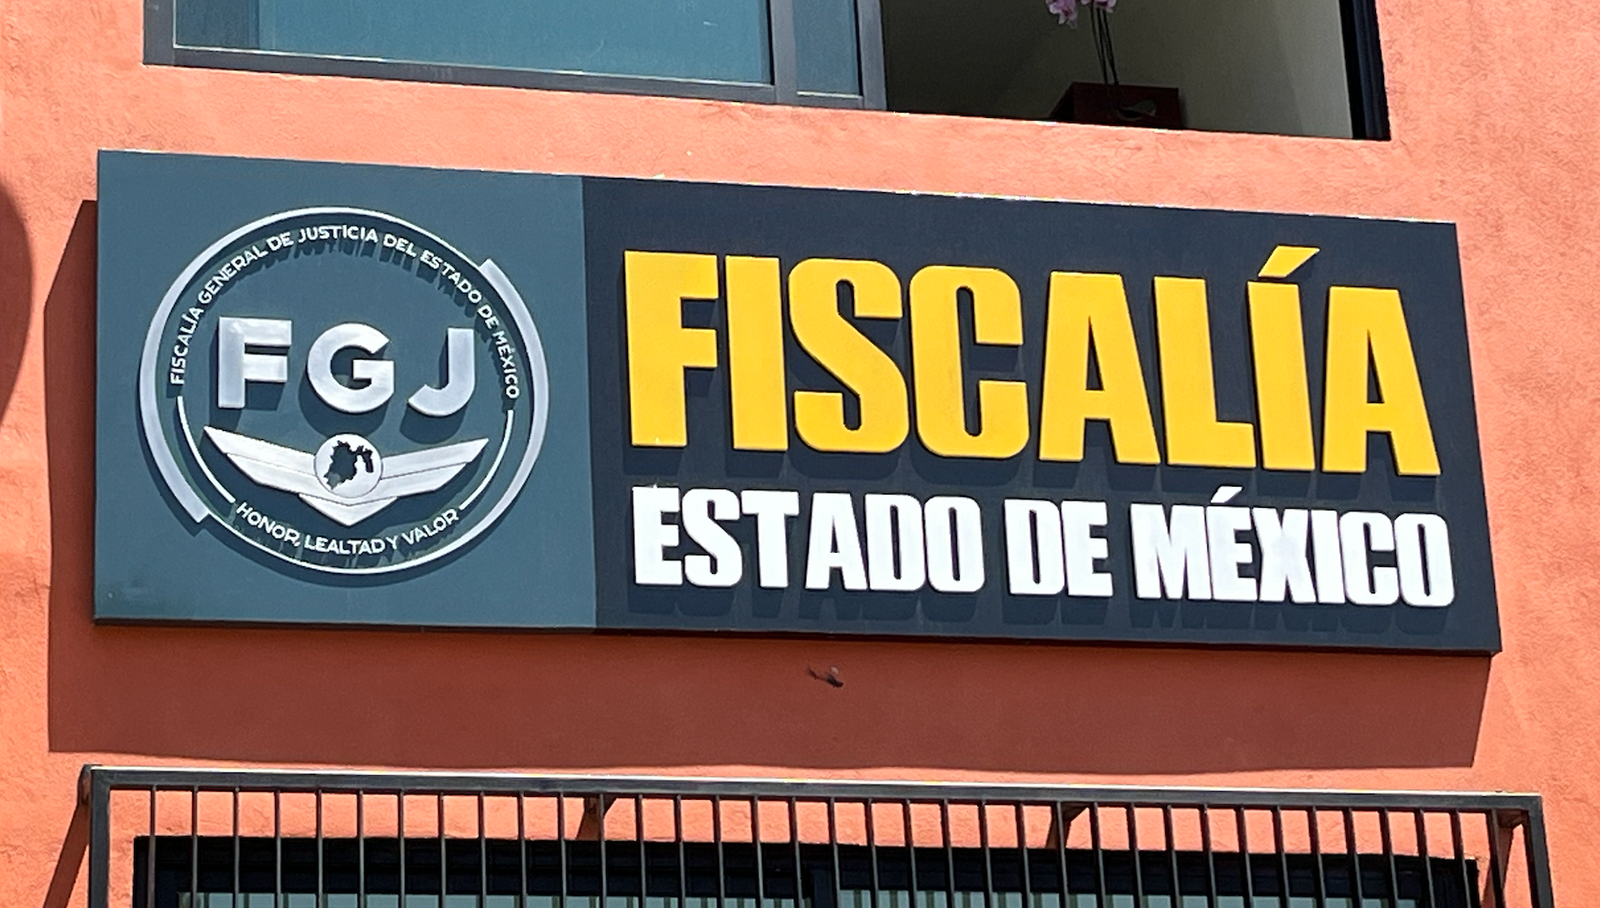 FISCALÍA GENERAL DE JUSTICIA DEL ESTADO DE MÉXICO
FGJ
HONOR, LEALTAD Y VALOR
FISCALÍA
ESTADO DE MÉXICO